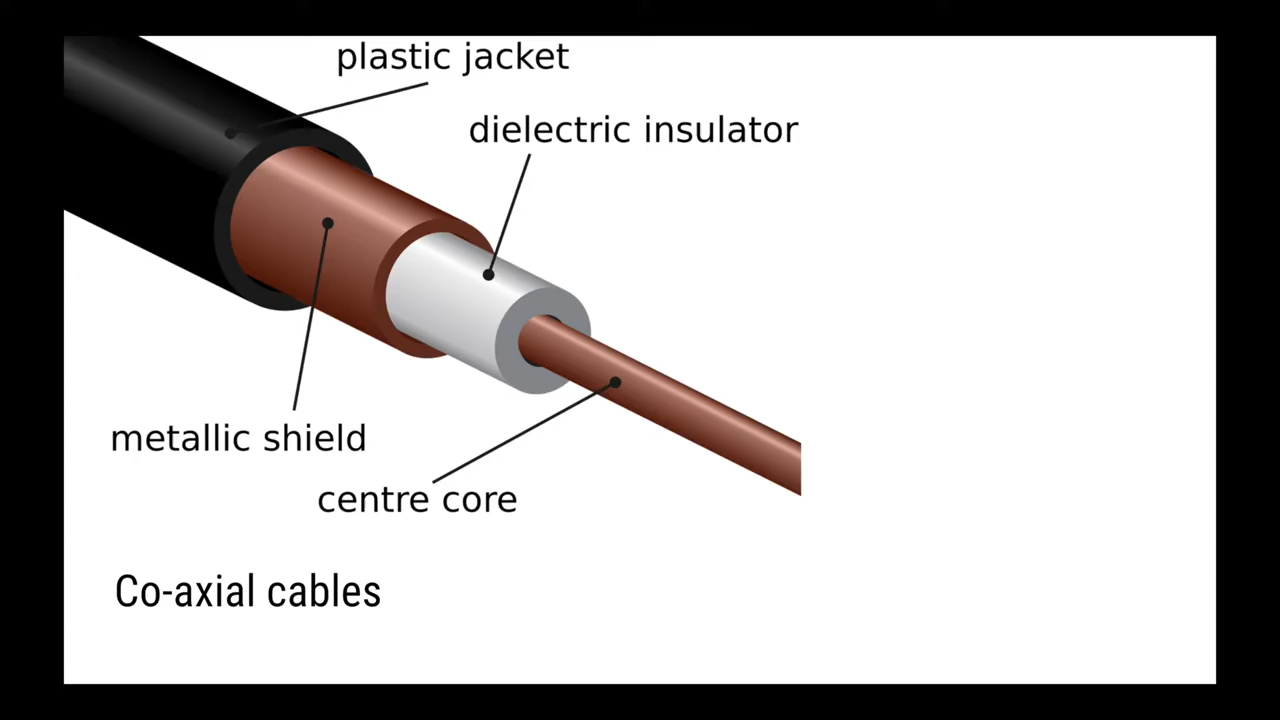 plastic jacket
dielectric insulator
metallic shield
centre core
Co-axial cables